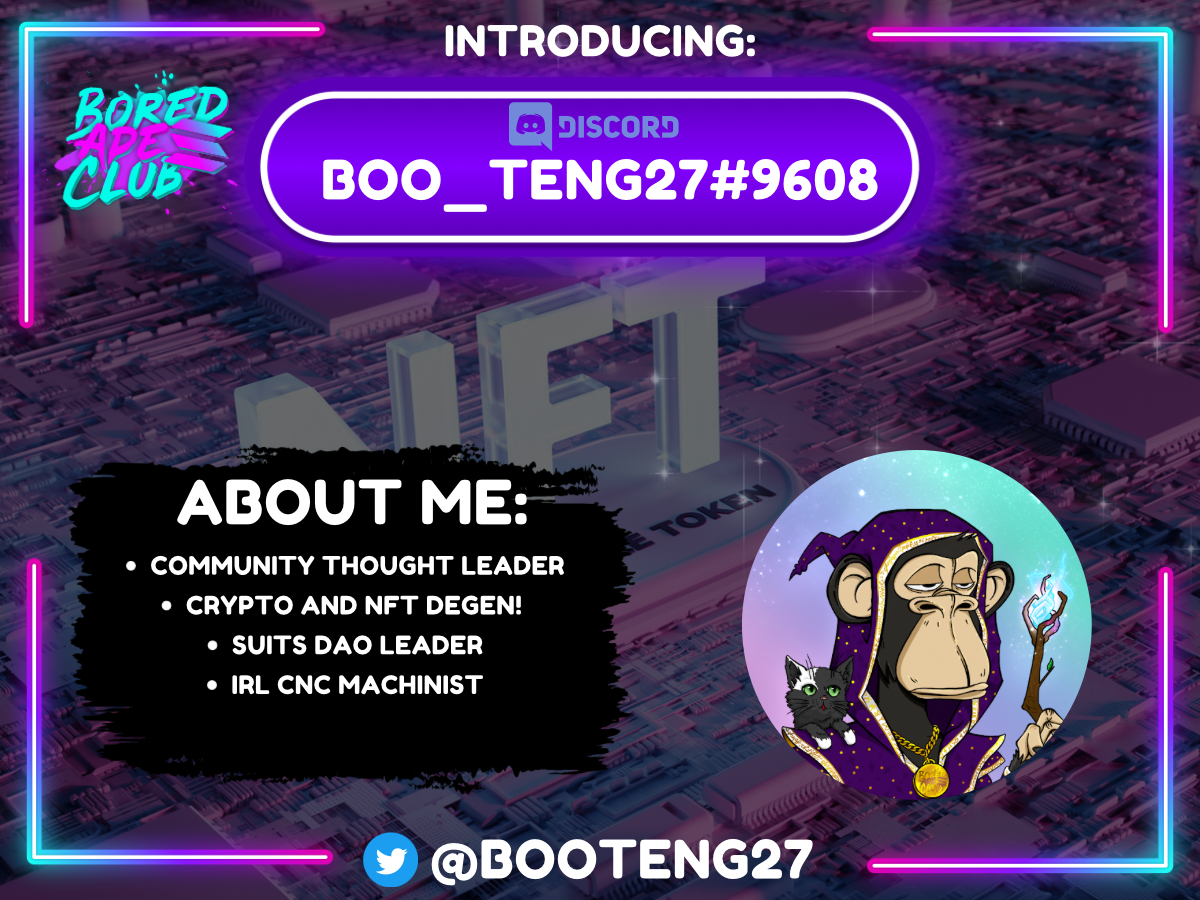 INTRODUCING:
BORED
APE
CLUB
DISCORD
BOO_TENG27#9608
NFT
E TOKEN
ABOUT ME:
• COMMUNITY THOUGHT LEADER
• CRYPTO AND NFT DEGEN!
• SUITS DAO LEADER
• IRL CNC MACHINIST
@BOOTENG27